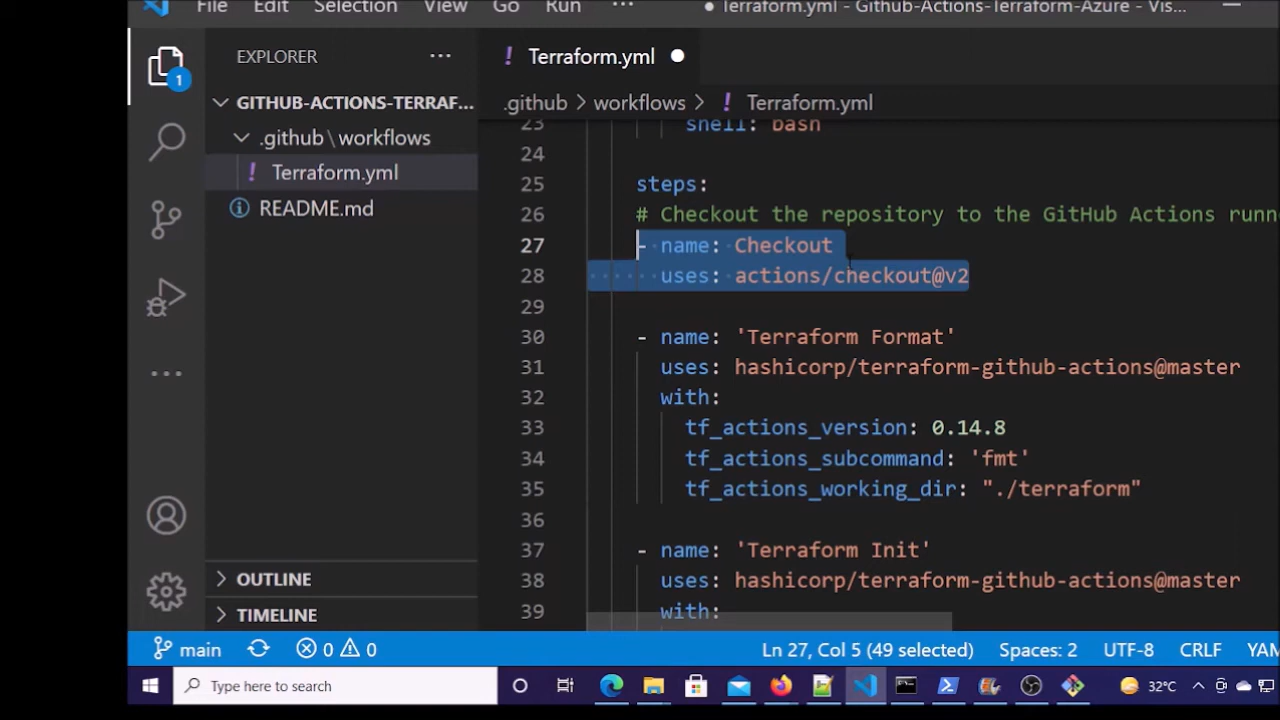 File Edit Selection View Go Run ··· ● Terraform.yml - Github-Actions-Terraform-Azure - Vis...
EXPLORER ···
! Terraform.yml ●
1
GITHUB-ACTIONS-TERRAF...
.github > workflows > ! Terraform.yml
.github \ workflows
! Terraform.yml
README.md
23 shell: bash
24
25 steps:
26 # Checkout the repository to the GitHub Actions runn
27 - name: Checkout
28 uses: actions/checkout@v2
29
30 - name: 'Terraform Format'
31 uses: hashicorp/terraform-github-actions@master
32 with:
33 tf_actions_version: 0.14.8
34 tf_actions_subcommand: 'fmt'
35 tf_actions_working_dir: "./terraform"
36
37 - name: 'Terraform Init'
38 uses: hashicorp/terraform-github-actions@master
39 with:
OUTLINE
TIMELINE
main 0 0 Ln 27, Col 5 (49 selected) Spaces: 2 UTF-8 CRLF YAM
Type here to search 32°C